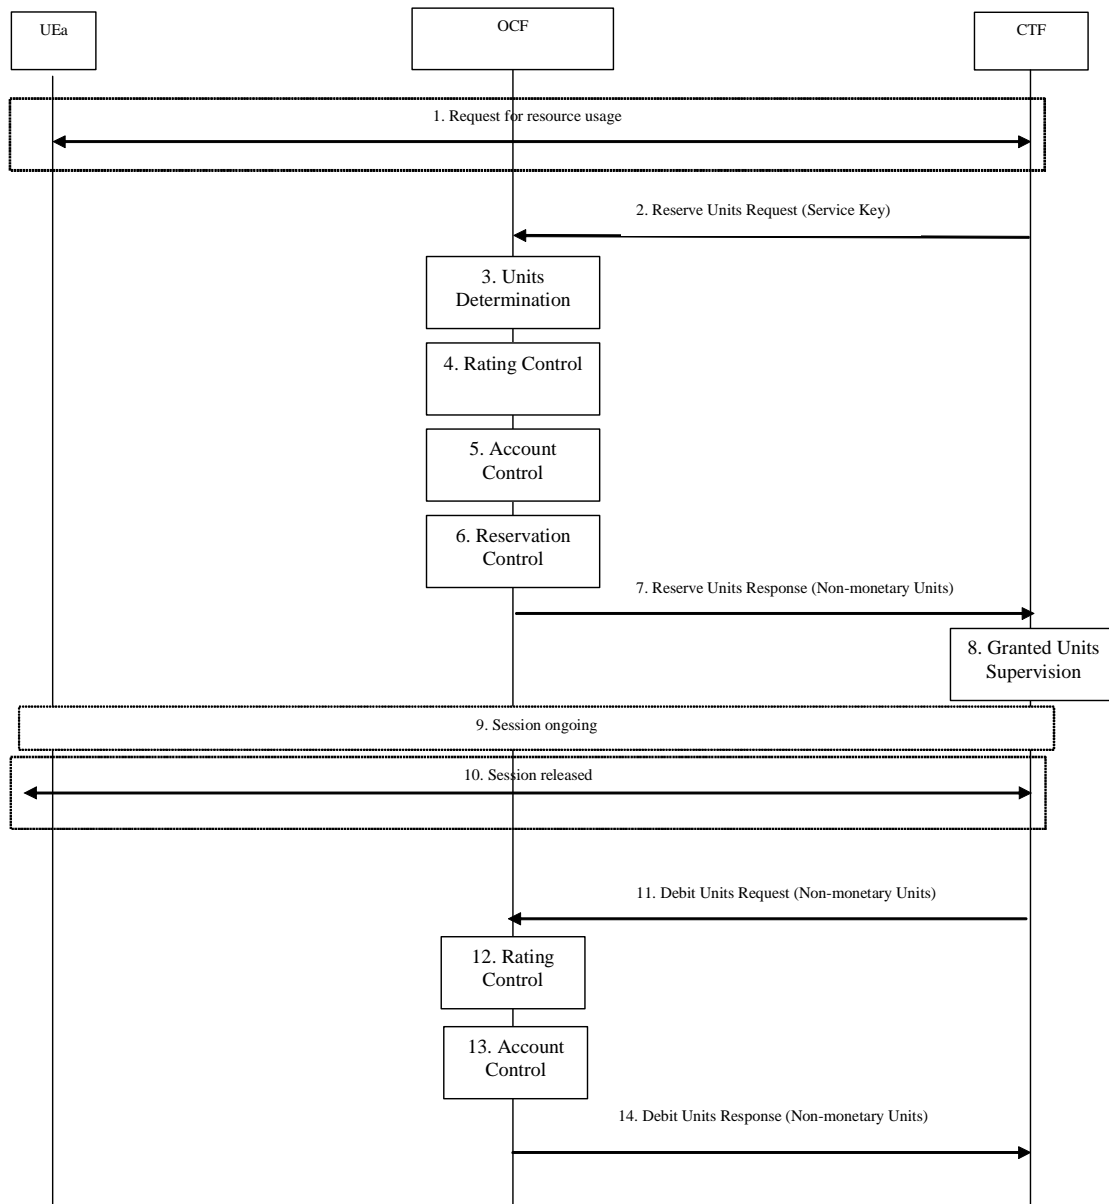 UEa
OCF
CTF
1. Request for resource usage
2. Reserve Units Request (Service Key)
3. Units
Determination
4. Rating Control
5. Account
Control
6. Reservation
Control
7. Reserve Units Response (Non-monetary Units)
8. Granted Units
Supervision
9. Session ongoing
10. Session released
11. Debit Units Request (Non-monetary Units)
12. Rating
Control
13. Account
Control
14. Debit Units Response (Non-monetary Units)